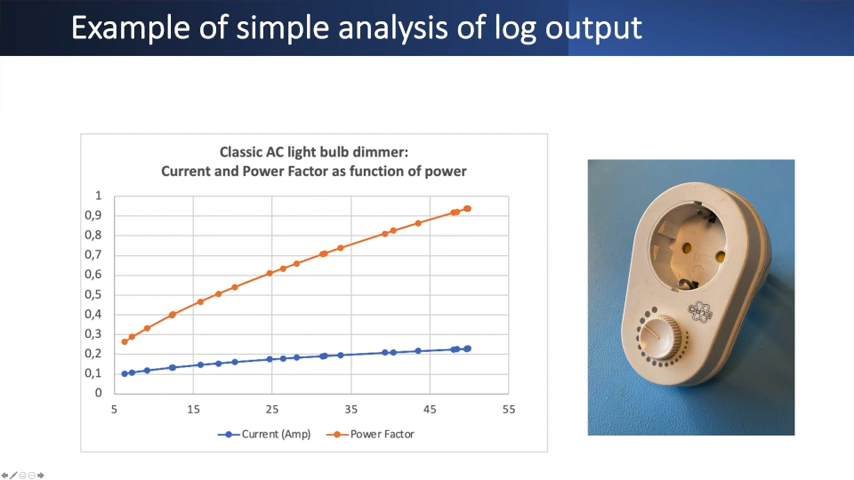 Example of simple analysis of log output
Classic AC light bulb dimmer:
Current and Power Factor as function of power
1
0,9
0,8
0,7
0,6
0,5
0,4
0,3
0,2
0,1
0
5 15 25 35 45 55
Current (Amp) Power Factor